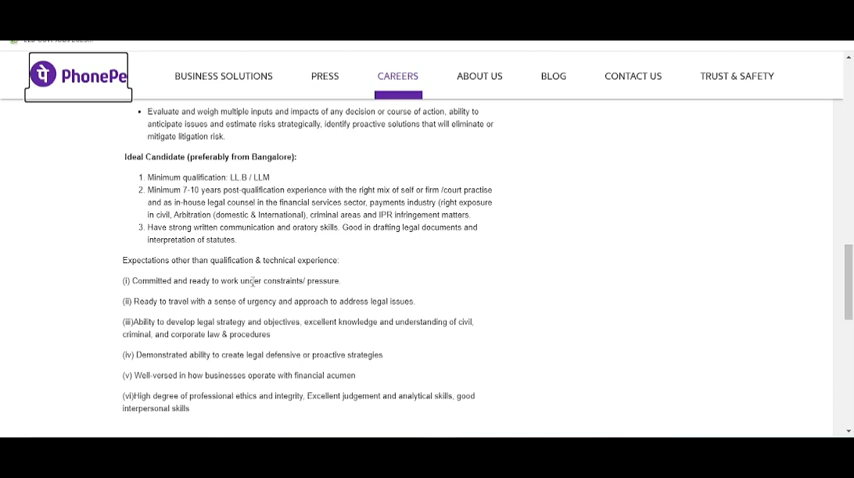 पे PhonePe
BUSINESS SOLUTIONS PRESS CAREERS ABOUT US BLOG CONTACT US TRUST & SAFETY
• Evaluate and weigh multiple inputs and impacts of any decision or course of action, ability to
anticipate issues and estimate risks strategically, identify proactive solutions that will eliminate or
mitigate litigation risk.
Ideal Candidate (preferably from Bangalore):
1. Minimum qualification: LL.B / LLM
2. Minimum 7-10 years post-qualification experience with the right mix of self or firm /court practise
and as in-house legal counsel in the financial services sector, payments industry (right exposure
in civil, Arbitration (domestic & International), criminal areas and IPR infringement matters.
3. Have strong written communication and oratory skills. Good in drafting legal documents and
interpretation of statutes.
Expectations other than qualification & technical experience:
(i) Committed and ready to work under constraints/ pressure.
(ii) Ready to travel with a sense of urgency and approach to address legal issues.
(iii)Ability to develop legal strategy and objectives, excellent knowledge and understanding of civil,
criminal, and corporate law & procedures
(iv) Demonstrated ability to create legal defensive or proactive strategies
(v) Well-versed in how businesses operate with financial acumen
(vi)High degree of professional ethics and integrity, Excellent judgement and analytical skills, good
interpersonal skills